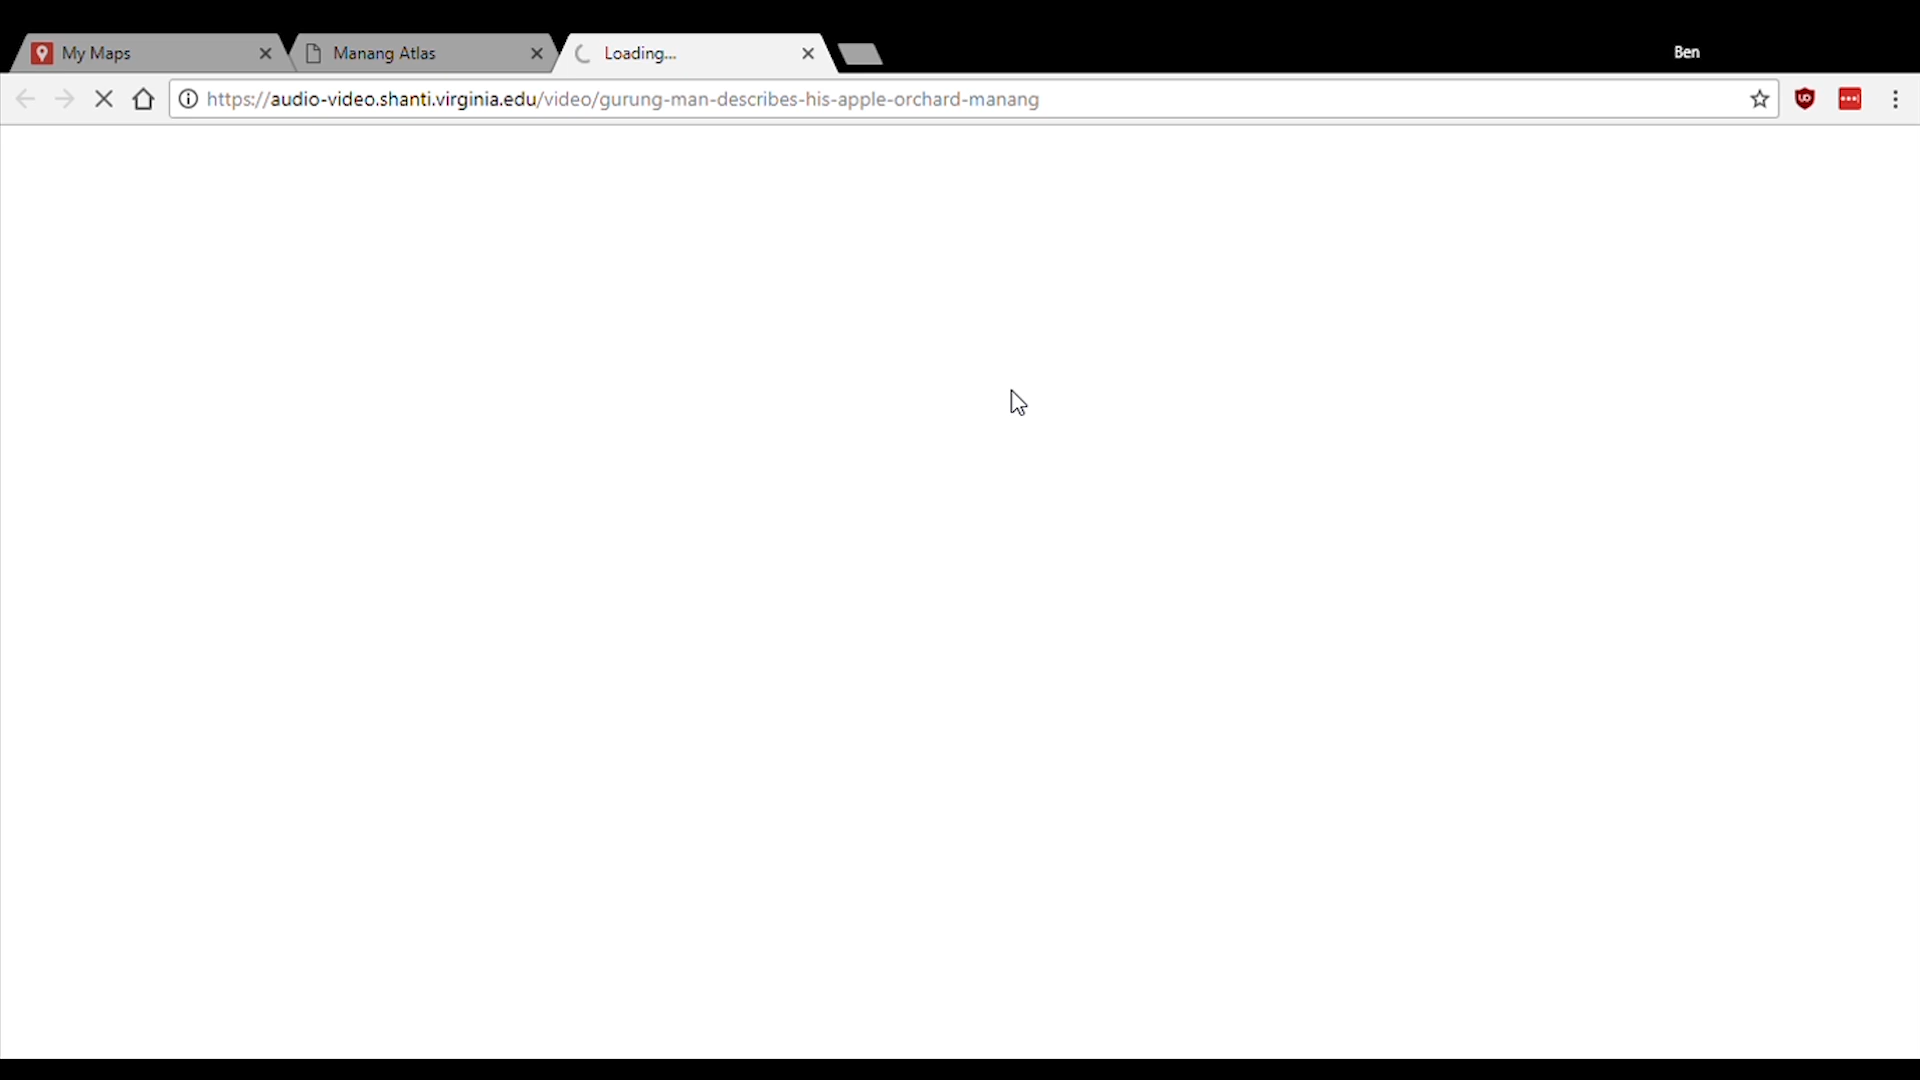 My Maps
Manang Atlas
Loading...
Ben
https://audio-video.shanti.virginia.edu/video/gurung-man-describes-his-apple-orchard-manang